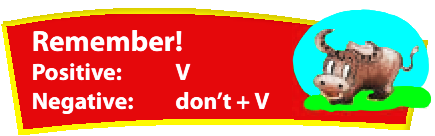 Remember!
Positive: V
Negative: don’t + V